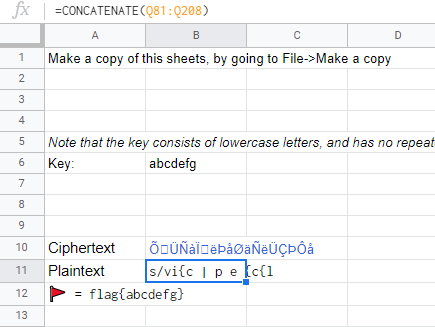 fx =CONCATENATE(Q81:Q208)
A B C D
1 Make a copy of this sheets, by going to File->Make a copy
2
3
4
5 Note that the key consists of lowercase letters, and has no repeat
6 Key: abcdefg
7
8
9
10 Ciphertext Õ▯ÜÑàÏ▯ëÞåØäÑëÜÇÞÔå
11 Plaintext s/vi{c | p e {c{l
12 🚩 = flag{abcdefg}
13